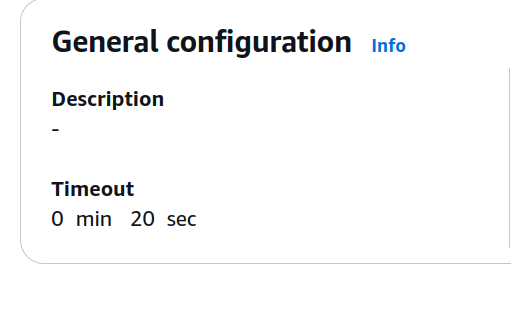 General configuration Info
Description
-
Timeout
0 min 20 sec